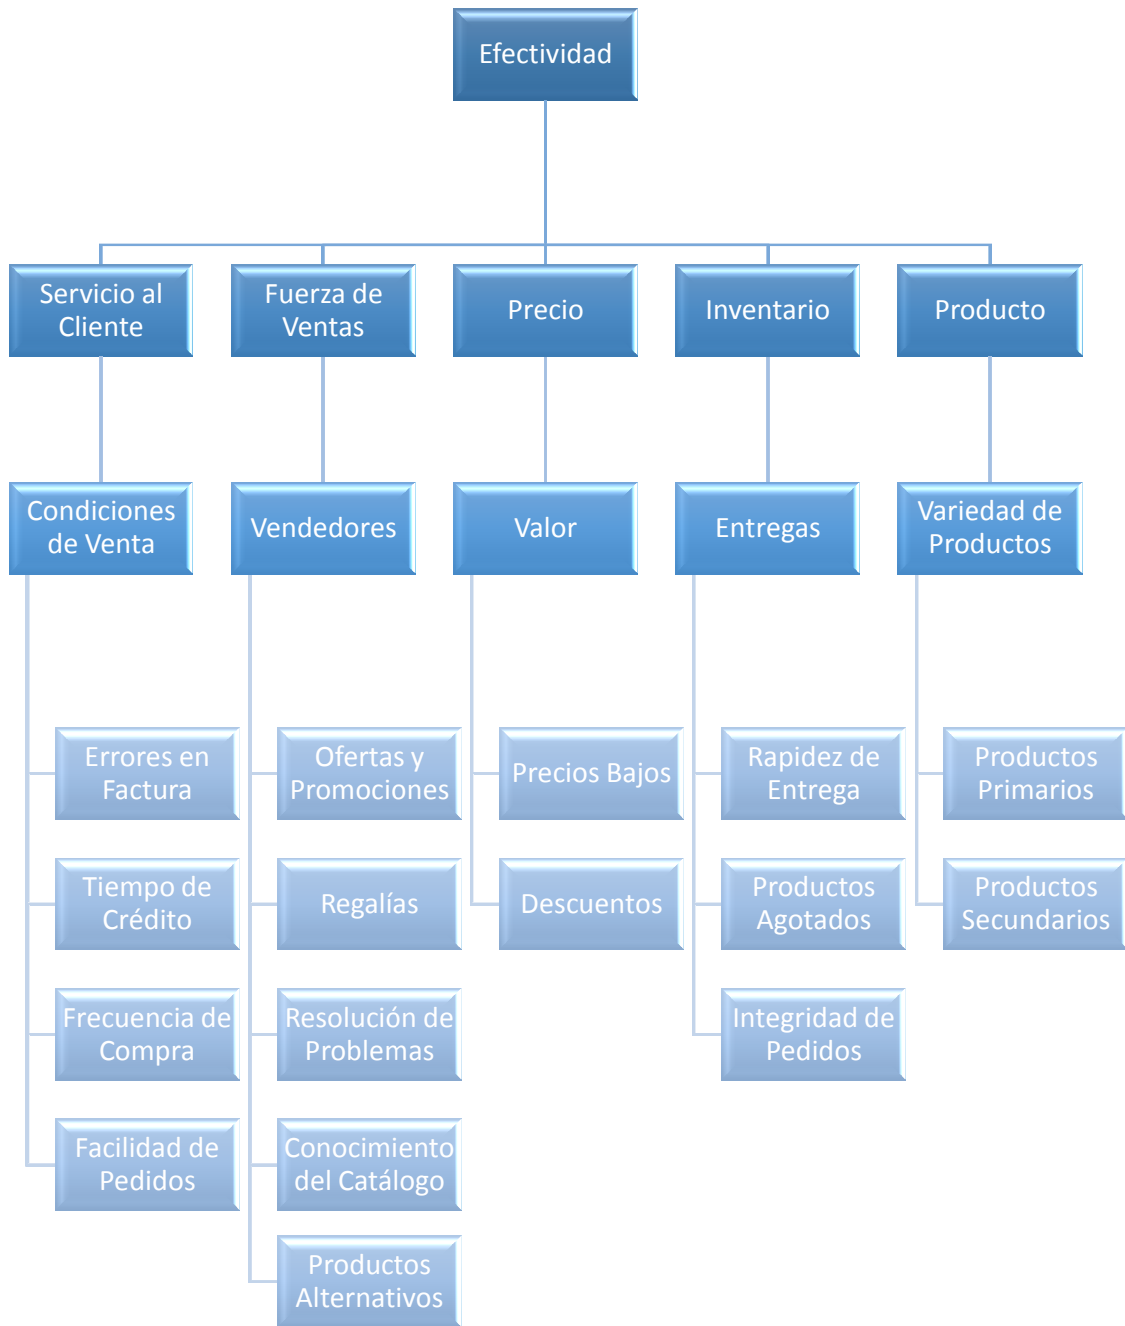 Efectividad
Servicio al
Cliente
Fuerza de
Ventas
Precio
Inventario
Producto
Condiciones
de Venta
Vendedores
Valor
Entregas
Variedad de
Productos
Errores en
Factura
Ofertas y
Promociones
Precios Bajos
Rapidez de
Entrega
Productos
Primarios
Tiempo de
Crédito
Regalías
Descuentos
Productos
Agotados
Productos
Secundarios
Frecuencia de
Compra
Resolución de
Problemas
Integridad de
Pedidos
Facilidad de
Pedidos
Conocimiento
del Catálogo
Productos
Alternativos